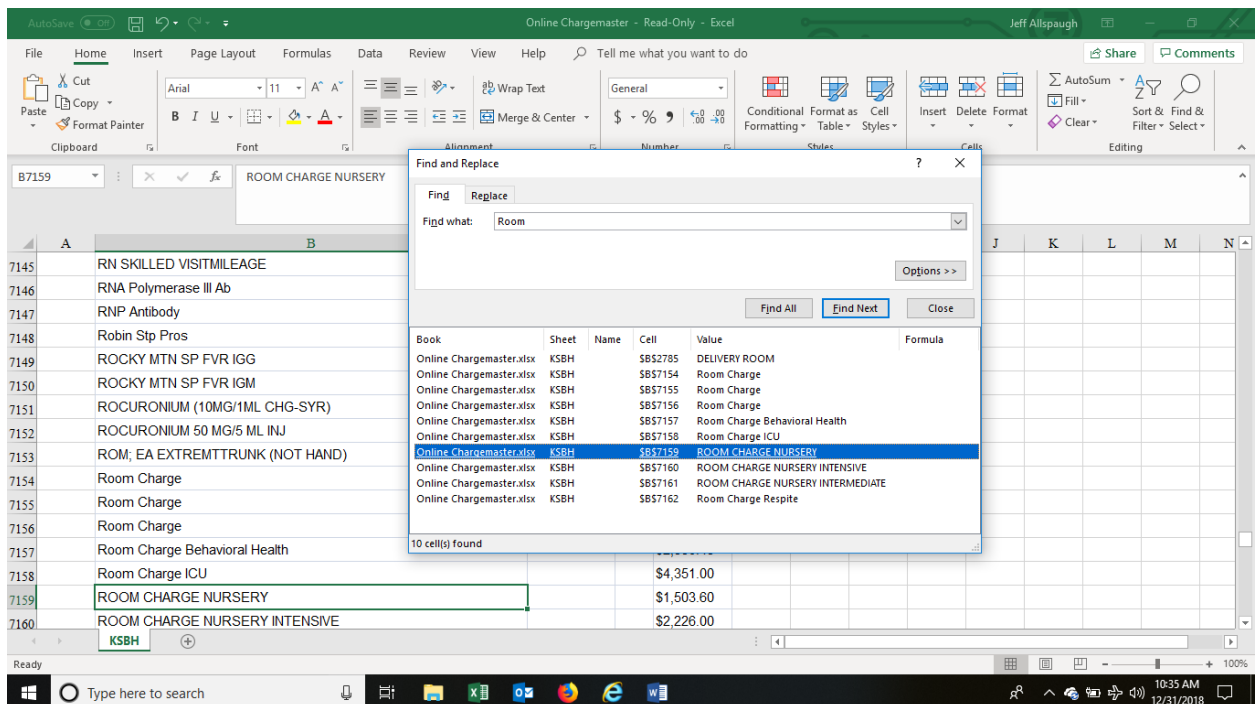 AutoSave Off Online Chargemaster - Read-Only - Excel Jeff Allspaugh
File Home Insert Page Layout Formulas Data Review View Help Tell me what you want to do Share Comments
Paste Cut Copy Format Painter
Arial 11 A^ Aˇ B I U A
ab Wrap Text Merge & Center
General $ % 9 .00
Conditional Formatting Format as Table Cell Styles
Insert Delete Format
AutoSum Fill Clear Sort & Filter Find & Select
Clipboard Font Alignment Number Styles Cells Editing
B7159 fx ROOM CHARGE NURSERY
Find and Replace ? ×
Find Replace
Find what: Room
Options >>
Find All Find Next Close
Book Sheet Name Cell Value Formula
Online Chargemaster.xlsx KSBH $B$2785 DELIVERY ROOM
Online Chargemaster.xlsx KSBH $B$7154 Room Charge
Online Chargemaster.xlsx KSBH $B$7155 Room Charge
Online Chargemaster.xlsx KSBH $B$7156 Room Charge
Online Chargemaster.xlsx KSBH $B$7157 Room Charge Behavioral Health
Online Chargemaster.xlsx KSBH $B$7158 Room Charge ICU
Online Chargemaster.xlsx KSBH $B$7159 ROOM CHARGE NURSERY
Online Chargemaster.xlsx KSBH $B$7160 ROOM CHARGE NURSERY INTENSIVE
Online Chargemaster.xlsx KSBH $B$7161 ROOM CHARGE NURSERY INTERMEDIATE
Online Chargemaster.xlsx KSBH $B$7162 Room Charge Respite
10 cell(s) found
A B J K L M N
7145 RN SKILLED VISITMILEAGE
7146 RNA Polymerase III Ab
7147 RNP Antibody
7148 Robin Stp Pros
7149 ROCKY MTN SP FVR IGG
7150 ROCKY MTN SP FVR IGM
7151 ROCURONIUM (10MG/1ML CHG-SYR)
7152 ROCURONIUM 50 MG/5 ML INJ
7153 ROM; EA EXTREMTTRUNK (NOT HAND)
7154 Room Charge
7155 Room Charge
7156 Room Charge
7157 Room Charge Behavioral Health
7158 Room Charge ICU $4,351.00
7159 ROOM CHARGE NURSERY $1,503.60
7160 ROOM CHARGE NURSERY INTENSIVE $2,226.00
KSBH
Ready 100%
Type here to search 10:35 AM
12/31/2018